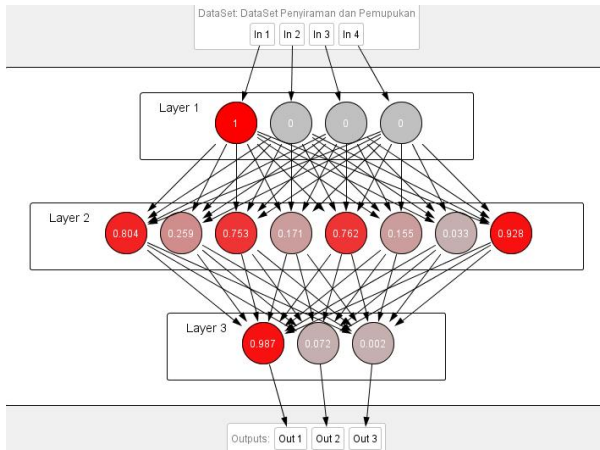 DataSet: DataSet Penyiraman dan Pemupukan
In 1 In 2 In 3 In 4
Layer 1
1 0 0 0
Layer 2
0.804 0.259 0.753 0.171 0.762 0.155 0.033 0.928
Layer 3
0.987 0.072 0.002
Outputs: Out 1 Out 2 Out 3